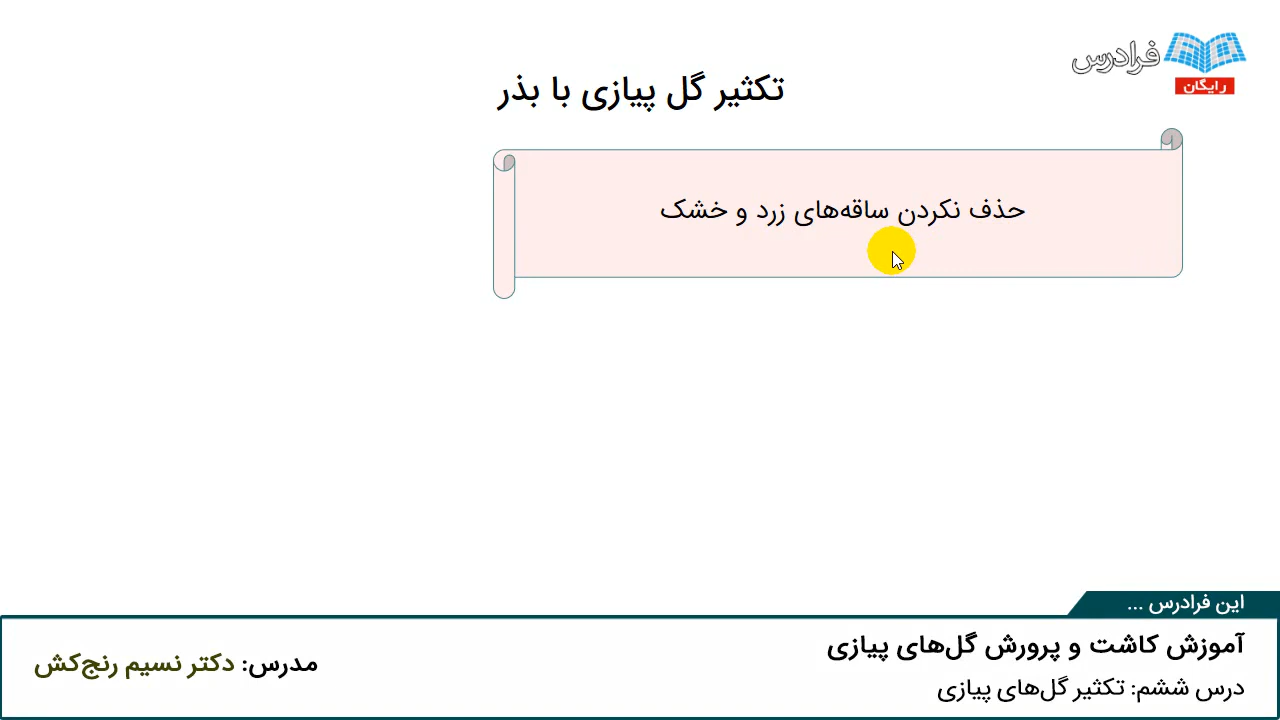 فرادرس
رایگان
تکثیر گل پیازی با بذر
حذف نکردن ساقه‌های زرد و خشک
این فرادرس ...
آموزش کاشت و پرورش گل‌های پیازی
درس ششم: تکثیر گل‌های پیازی
مدرس: دکتر نسیم رنج‌کش